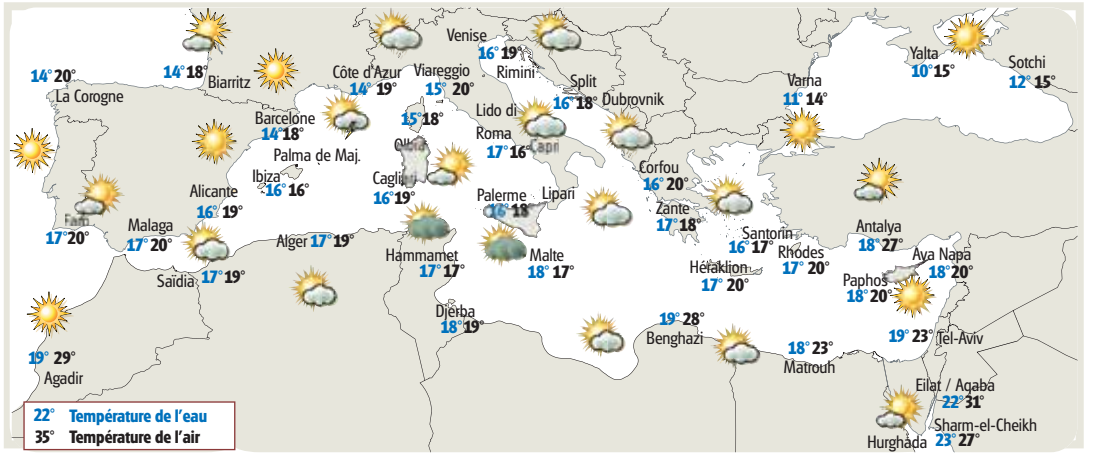 Venise
16° 19°
Rimini
Yalta
10° 15°
Sotchi
12° 15°
14° 20°
La Corogne
14° 18°
Biarritz
Côte d'Azur
14° 19°
Viareggio
15° 20°
Split
16° 18°
Dubrovnik
Varna
11° 14°
Barcelone
14° 18°
15° 18°
Olbia
Lido di
Roma
17° 16°
Capri
Palma de Maj.
Ibiza
16° 16°
Cagliari
16° 19°
Corfou
16° 20°
Alicante
16° 19°
Palerme
16° 18°
Lipari
Zante
17° 18°
Faro
17° 20°
Malaga
17° 20°
Alger 17° 19°
Saïdia
17° 19°
Hammamet
17° 17°
Malte
18° 17°
Santorin
16° 17°
Héraklion
17° 20°
Rhodes
17° 20°
Antalya
18° 27°
Aya Napa
18° 20°
Paphos
18° 20°
Djerba
18° 19°
19° 28°
Benghazi
18° 23°
Matrouh
19° 23°
Tel-Aviv
19° 29°
Agadir
Eilat / Aqaba
22° 31°
Sharm-el-Cheikh
Hurghada
23° 27°
22° Température de l'eau
35° Température de l'air